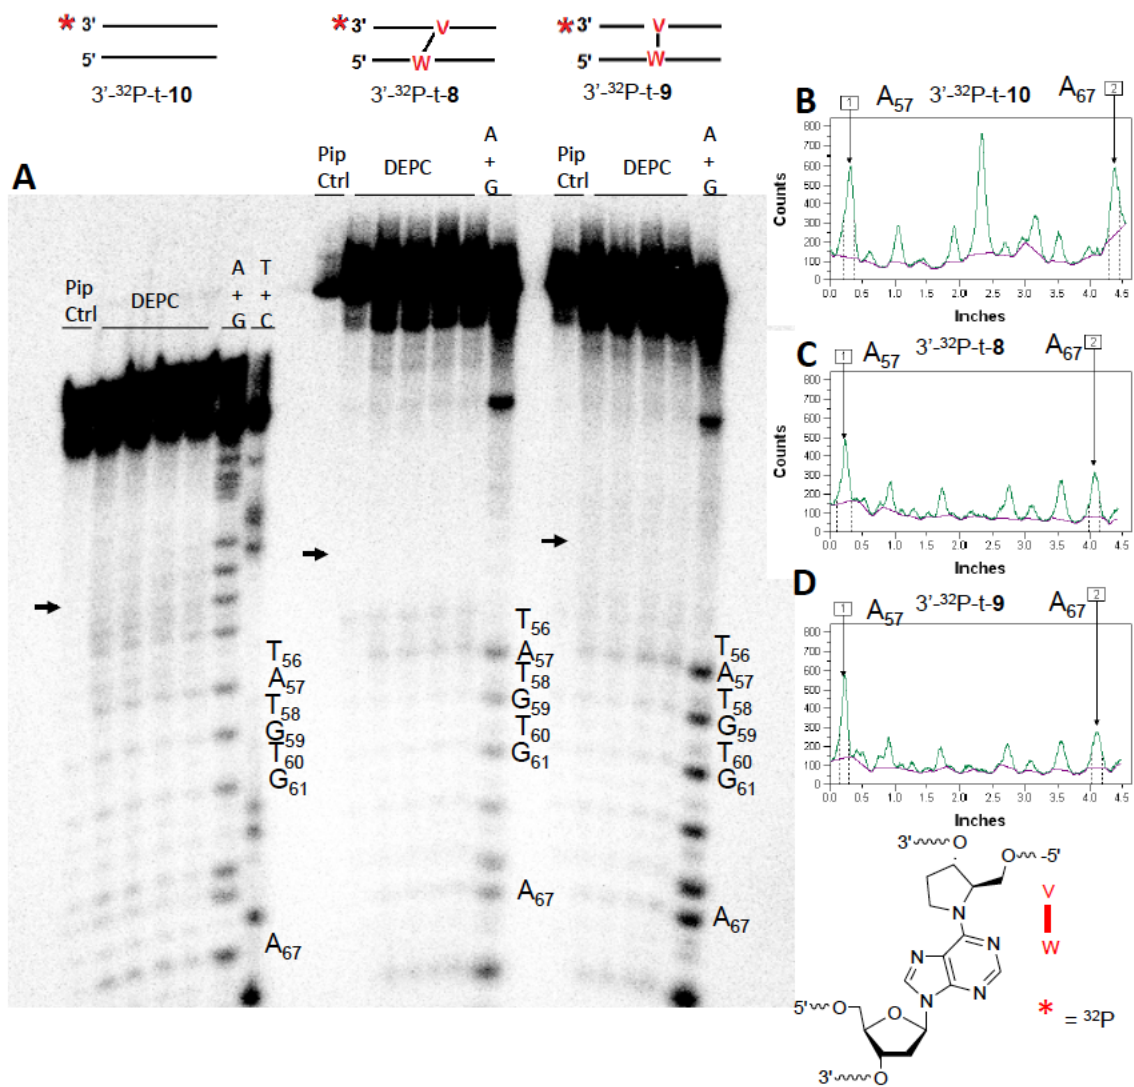 * 3'
5'
3'-³²P-t-10
* 3'
V
5'
W
3'-³²P-t-8
* 3'
V
5'
W
3'-³²P-t-9
A
Pip
Ctrl
DEPC
A
+
G
T
+
C
Pip
Ctrl
DEPC
A
+
G
Pip
Ctrl
DEPC
A
+
G
T₅₆
A₅₇
T₅₈
G₅₉
T₆₀
G₆₁
A₆₇
T₅₆
A₅₇
T₅₈
G₅₉
T₆₀
G₆₁
A₆₇
T₅₆
A₅₇
T₅₈
G₅₉
T₆₀
G₆₁
A₆₇
B
1
A₅₇
3'-³²P-t-10
A₆₇
2
Counts
800
700
600
500
400
300
200
100
0
0.0 0.5 1.0 1.5 2.0 2.5 3.0 3.5 4.0 4.5
Inches
C
1
A₅₇
3'-³²P-t-8
A₆₇
2
Counts
800
700
600
500
400
300
200
100
0
0.0 0.5 1.0 1.5 2.0 2.5 3.0 3.5 4.0 4.5
Inches
D
1
A₅₇
3'-³²P-t-9
A₆₇
2
Counts
800
700
600
500
400
300
200
100
0
0.0 0.5 1.0 1.5 2.0 2.5 3.0 3.5 4.0 4.5
Inches
3' O
O -5'
N
N N
N N
5' O
O
3' O
V
W
* = ³²P